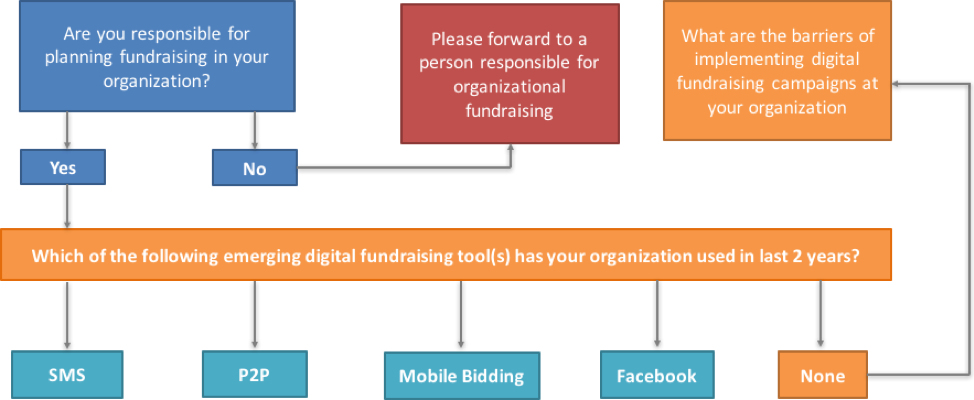 Are you responsible for
planning fundraising in your
organization?
Please forward to a
person responsible for
organizational
fundraising
What are the barriers of
implementing digital
fundraising campaigns at
your organization
Yes
No
Which of the following emerging digital fundraising tool(s) has your organization used in last 2 years?
SMS
P2P
Mobile Bidding
Facebook
None